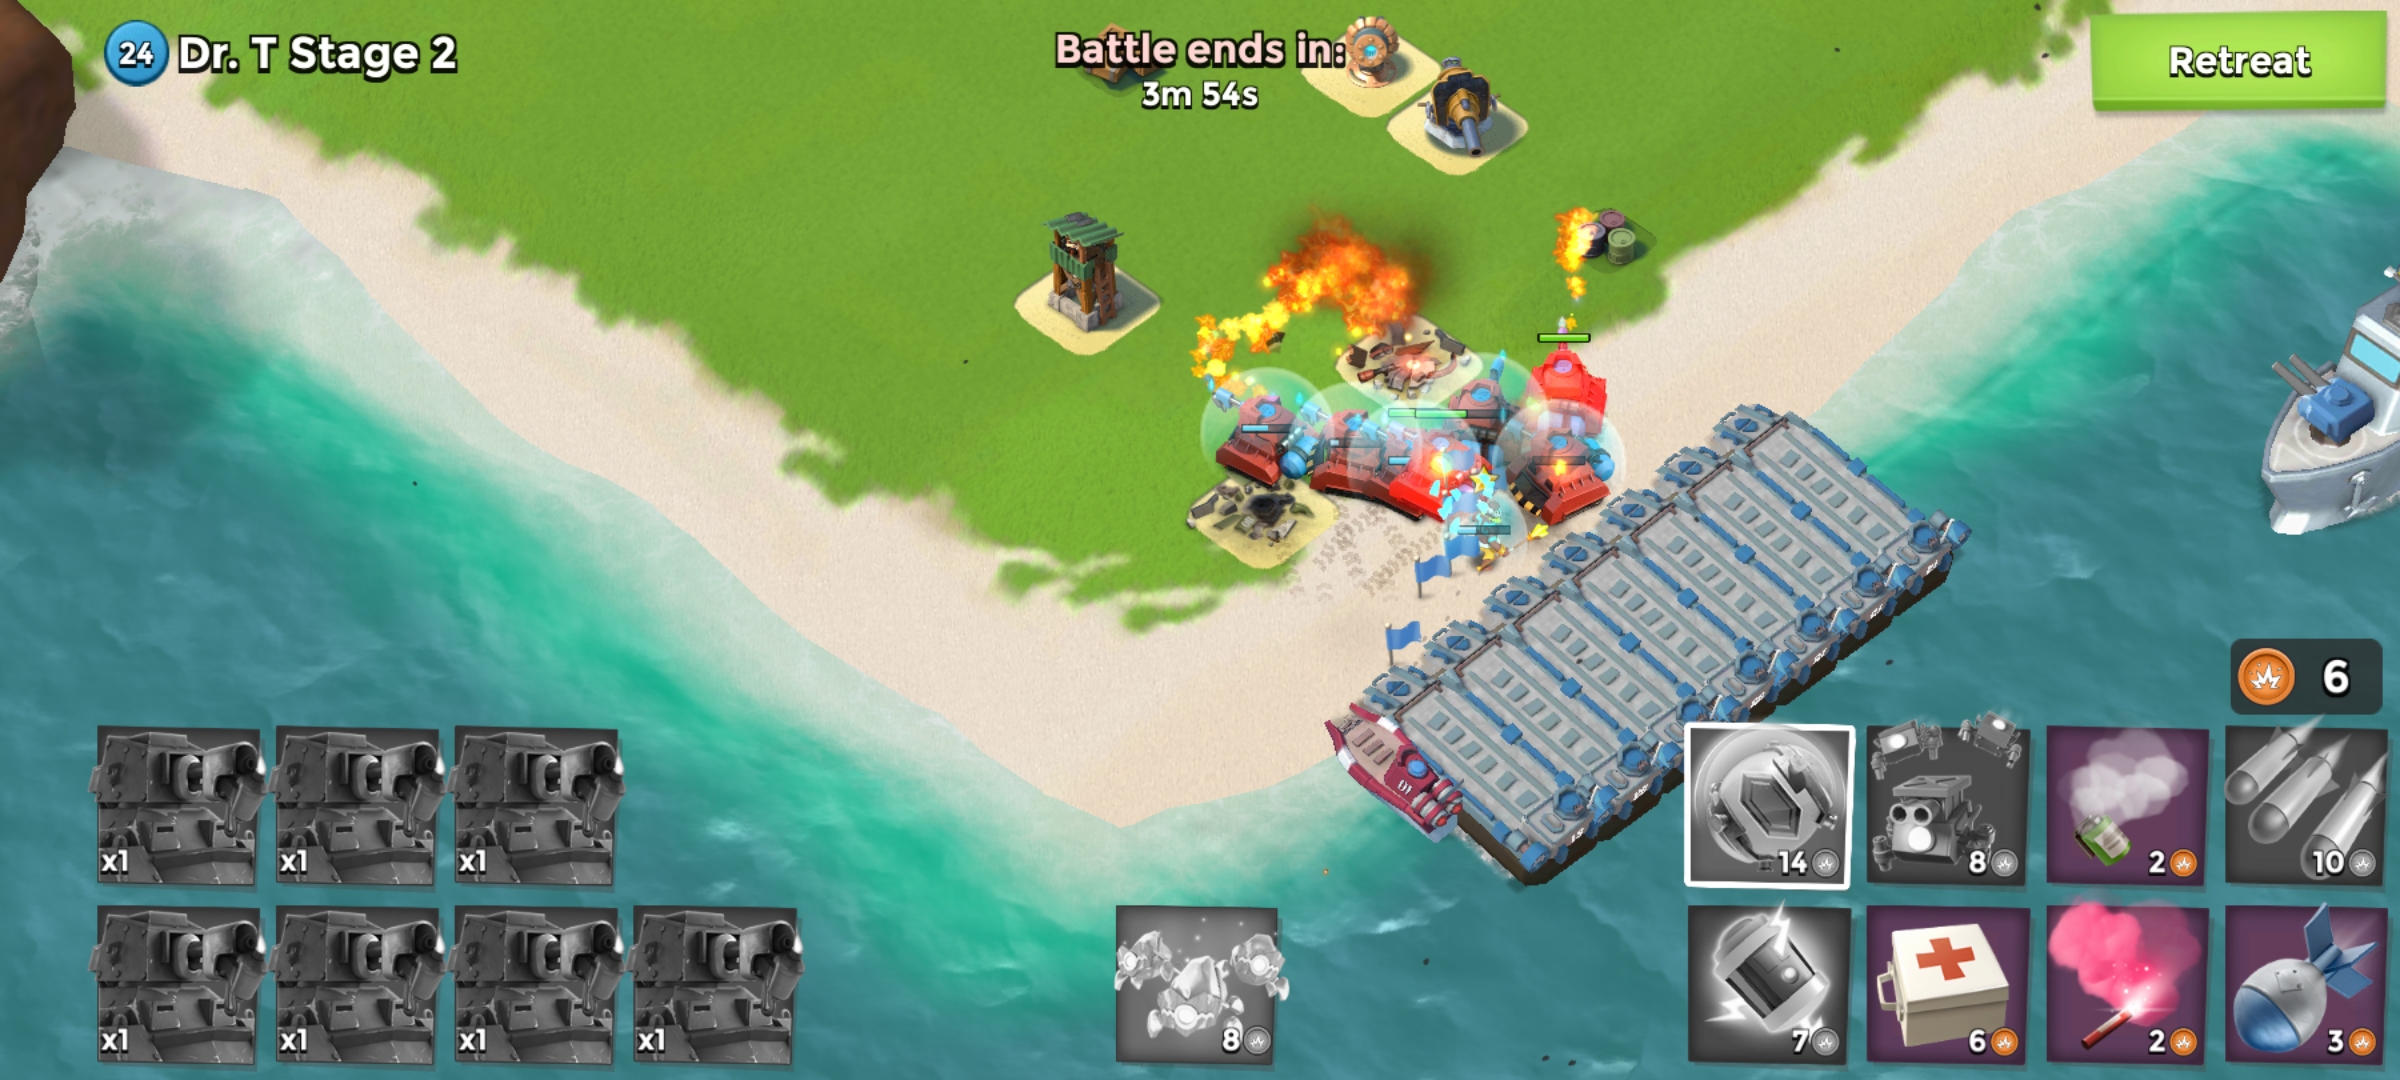 24 Dr. T Stage 2
Battle ends in:
3m 54s
Retreat
6
x1 x1 x1
14 8 2 10
x1 x1 x1 x1
8
7 6 2 3
01